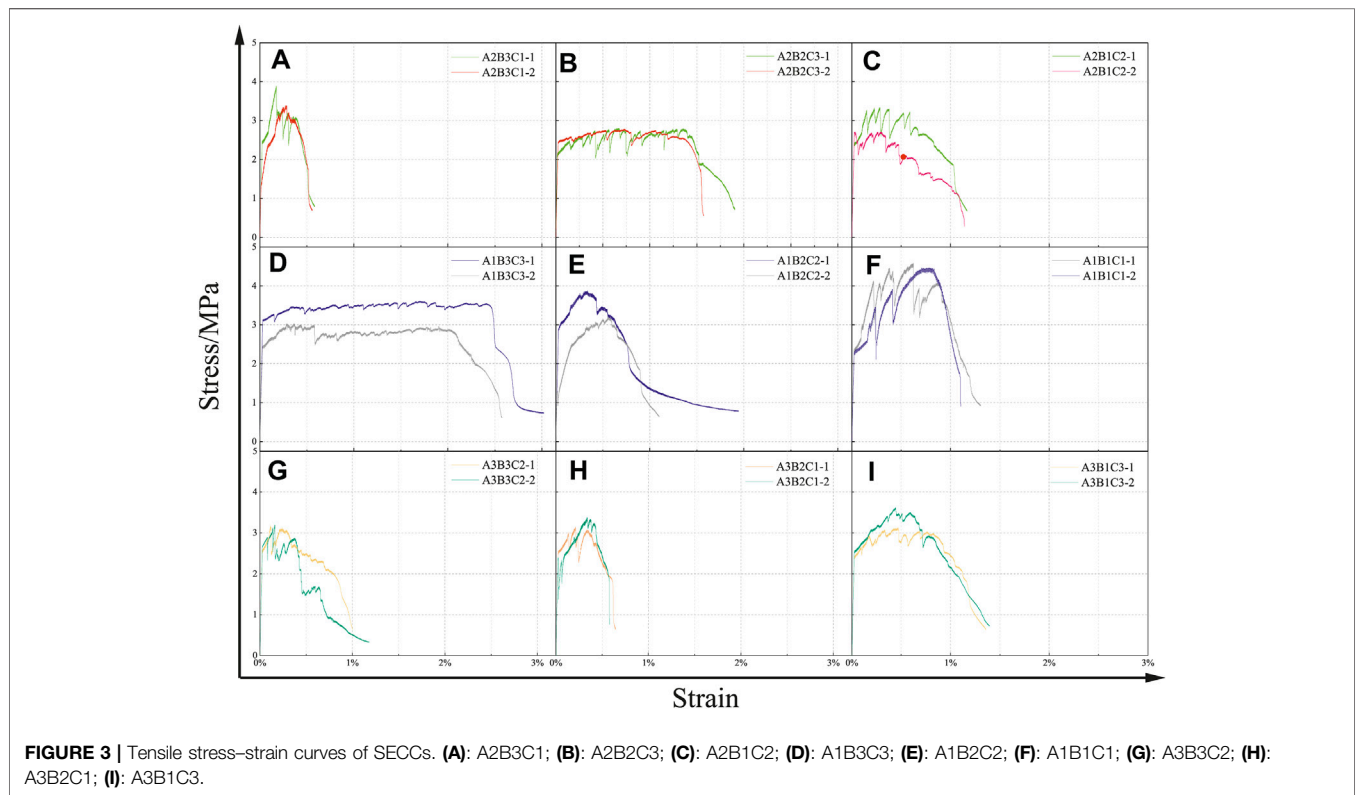 A
A2B3C1-1
A2B3C1-2
B
A2B2C3-1
A2B2C3-2
C
A2B1C2-1
A2B1C2-2
5
4
3
2
1
0
D
A1B3C3-1
A1B3C3-2
E
A1B2C2-1
A1B2C2-2
F
A1B1C1-1
A1B1C1-2
5
4
3
2
1
0
Stress/MPa
G
A3B3C2-1
A3B3C2-2
H
A3B2C1-1
A3B2C1-2
I
A3B1C3-1
A3B1C3-2
5
4
3
2
1
0
0% 1% 2% 3% 0% 1% 2% 3% 0% 1% 2% 3%
Strain
FIGURE 3 | Tensile stress–strain curves of SECCs. (A): A2B3C1; (B): A2B2C3; (C): A2B1C2; (D): A1B3C3; (E): A1B2C2; (F): A1B1C1; (G): A3B3C2; (H):
A3B2C1; (I): A3B1C3.